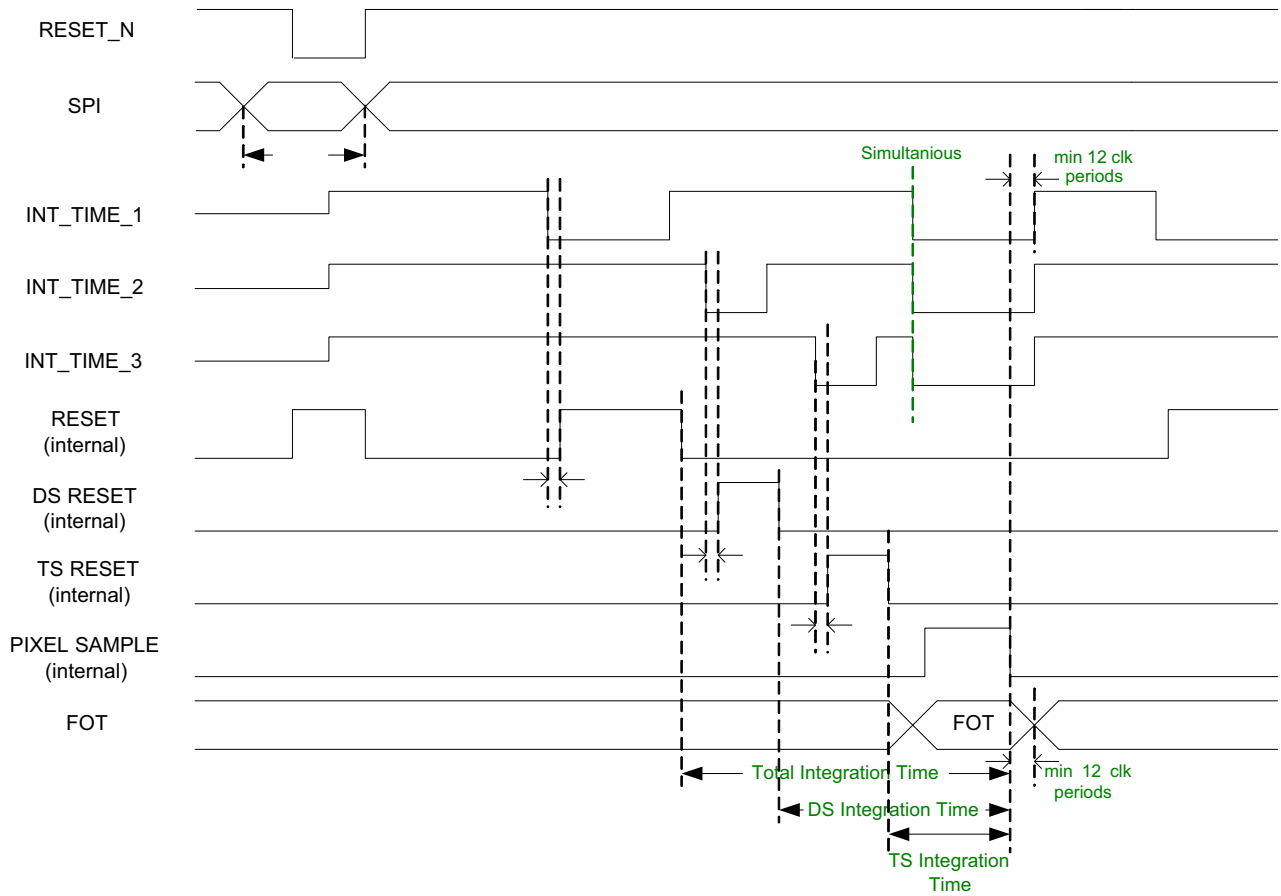 RESET_N
SPI
Simultanious
min 12 clk
periods
INT_TIME_1
INT_TIME_2
INT_TIME_3
RESET
(internal)
DS RESET
(internal)
TS RESET
(internal)
PIXEL SAMPLE
(internal)
FOT
FOT
Total Integration Time
min 12 clk
periods
DS Integration Time
TS Integration
Time